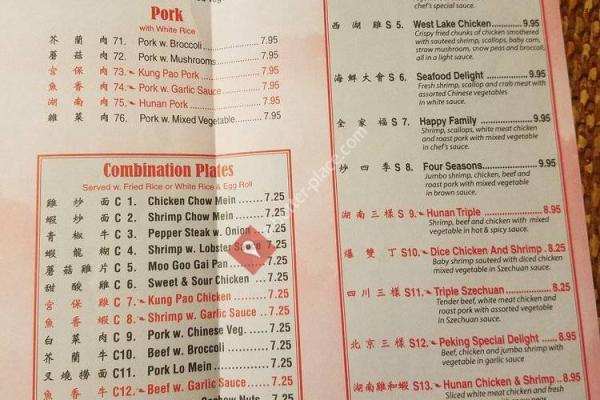 Pork
with White Rice
芥蘭肉 71. Pork w. Broccoli 7.95
蘑菇肉 72. Pork w. Mushrooms 7.95
宮保肉 73. Kung Pao Pork 7.95
魚香肉 74. Pork w. Garlic Sauce 7.95
湖南肉 75. Hunan Pork 7.95
雜菜肉 76. Pork w. Mixed Vegetable 7.95
Combination Plates
Served w. Fried Rice or White Rice & Egg Roll
雞炒面 C 1. Chicken Chow Mein 7.25
蝦炒面 C 2. Shrimp Chow Mein 7.25
青椒牛 C 3. Pepper Steak w. Onion 7.25
蝦龍糊 C 4. Shrimp w. Lobster Sauce 7.25
蘑菇雞片 C 5. Moo Goo Gai Pan 7.25
甜酸雞 C 6. Sweet & Sour Chicken 7.25
宮保雞 C 7. Kung Pao Chicken 7.25
魚香蝦 C 8. Shrimp w. Garlic Sauce 7.25
白菜肉 C 9. Pork w. Chinese Veg. 7.25
芥蘭牛 C10. Beef w. Broccoli 7.25
叉燒撈面 C11. Pork Lo Mein 7.25
魚香牛 C12. Beef w. Garlic Sauce 7.25
chef's special sauce.
西湖雞 S 5. West Lake Chicken 9.95
Crispy fried chunks of chicken smothered
with sauteed shrimp, scallops, baby
straw mushroom, snow peas and broccoli,
all in a light sauce.
海鮮大會 S 6. Seafood Delight 9.95
Fresh shrimp, scallop and crab meat with
assorted Chinese vegetables
in white sauce.
全家福 S 7. Happy Family 9.95
Shrimp, scallops, white meat chicken
and roast pork with mixed vegetable
in chef's sauce.
炒四季 S 8. Four Seasons 9.95
Jumbo shrimp, chicken, beef and
roast pork with mixed vegetable
in brown sauce.
湖南三樣 S 9. Hunan Triple 8.95
Shrimp, beef and chicken with mixed
vegetable in hot & spicy sauce.
爆雙丁 S10. Dice Chicken And Shrimp 8.25
Baby shrimp sauteed with diced chicken
mixed vegetable in Szechuan sauce.
四川三樣 S11. Triple Szechuan 8.25
Tender beef, white meat chicken and
roast pork with assorted vegetable
in Szechuan sauce.
北京三樣 S12. Peking Special Delight 8.95
Beef, chicken and jumbo shrimp with
vegetable in special sauce.
湖南雞和蝦 S13. Hunan Chicken & Shrimp 8.95
Sliced white meat chicken and